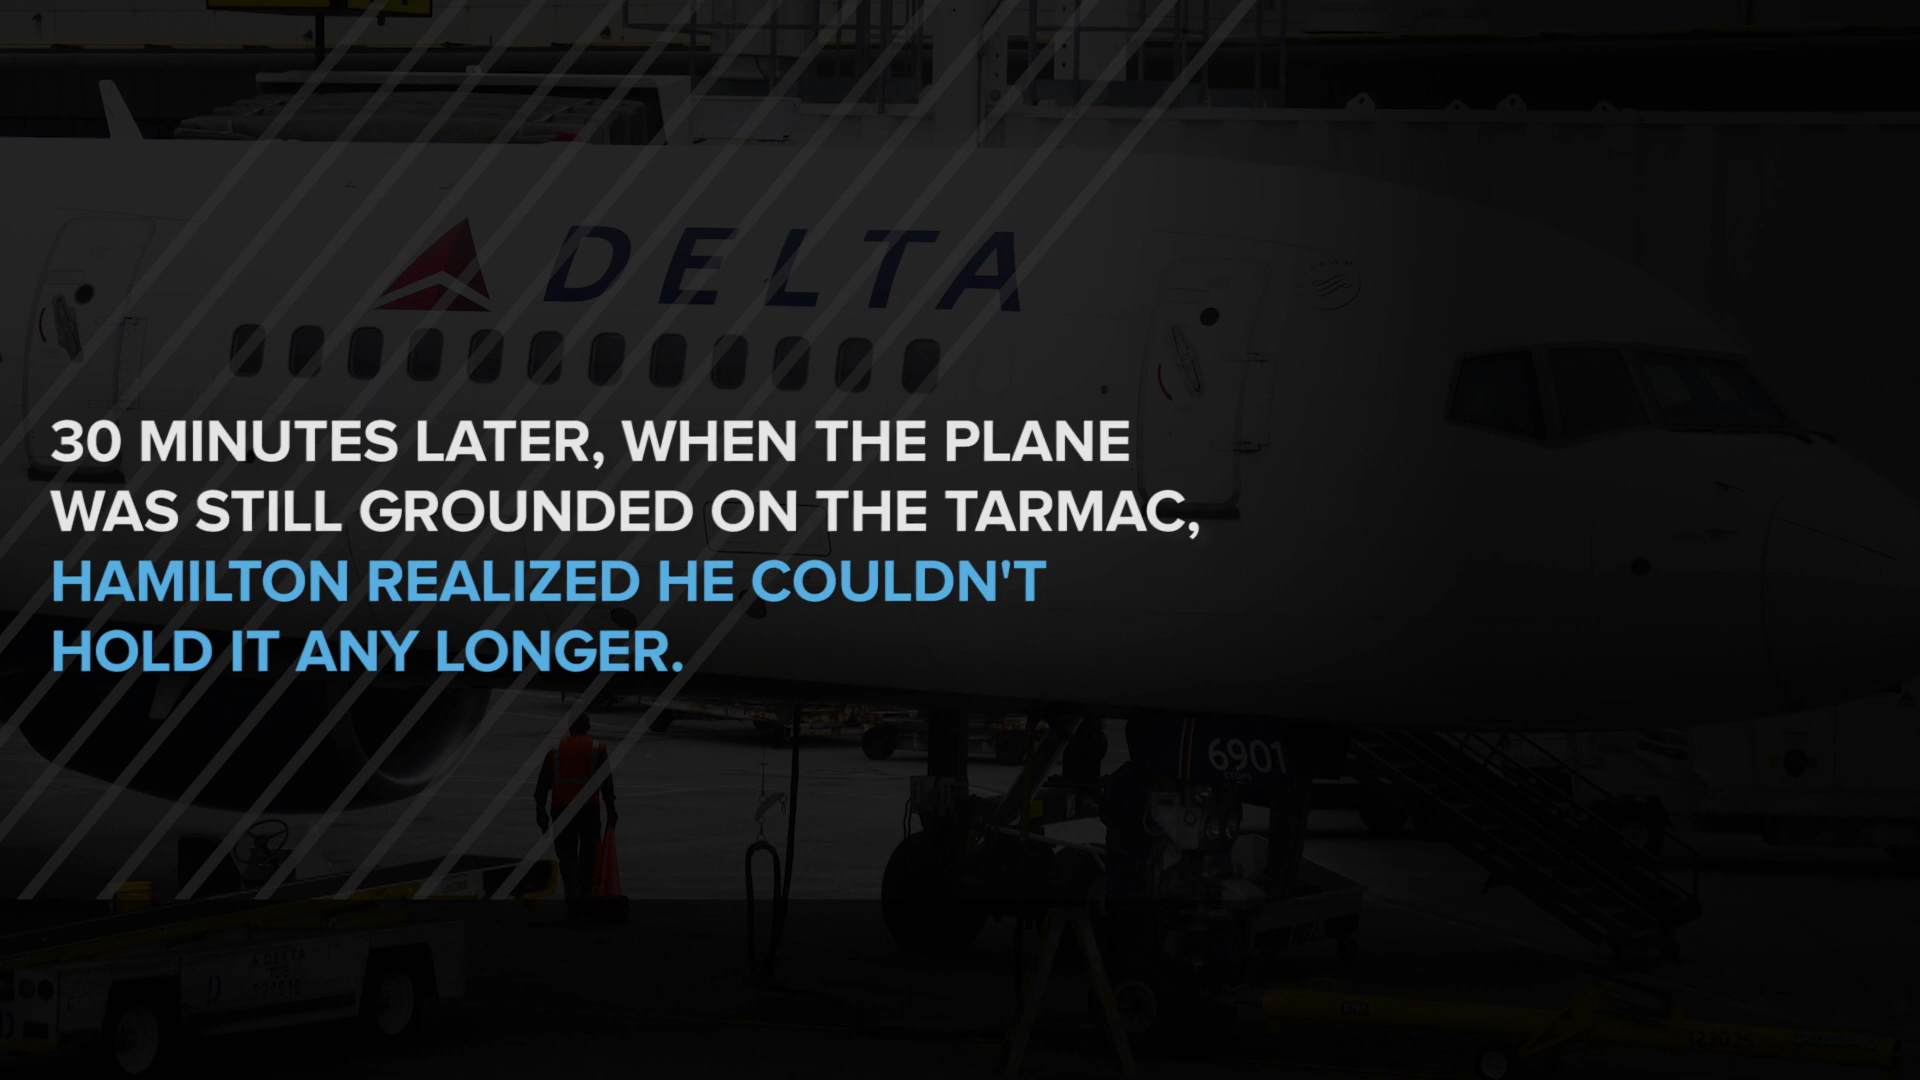 DELTA
30 MINUTES LATER, WHEN THE PLANE
WAS STILL GROUNDED ON THE TARMAC,
HAMILTON REALIZED HE COULDN'T
HOLD IT ANY LONGER.
6901
DELTA